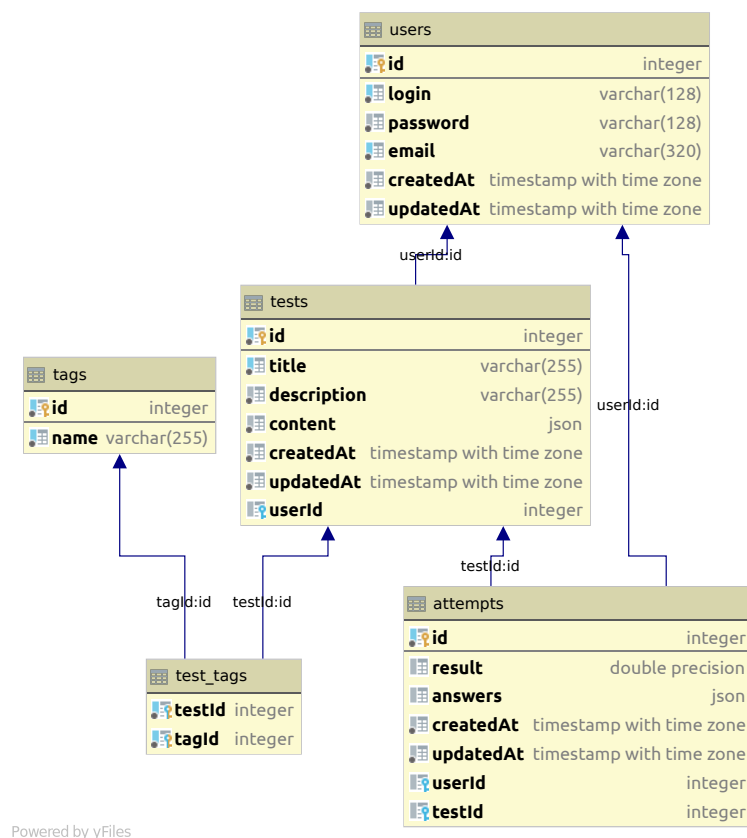 users
id integer
login varchar(128)
password varchar(128)
email varchar(320)
createdAt timestamp with time zone
updatedAt timestamp with time zone
userId:id
tests
id integer
title varchar(255)
description varchar(255)
content json
createdAt timestamp with time zone
updatedAt timestamp with time zone
userId integer
tags
id integer
name varchar(255)
userId:id
testId:id
tagId:id
testId:id
attempts
id integer
result double precision
answers json
createdAt timestamp with time zone
updatedAt timestamp with time zone
userId integer
testId integer
test_tags
testId integer
tagId integer
Powered by yFiles